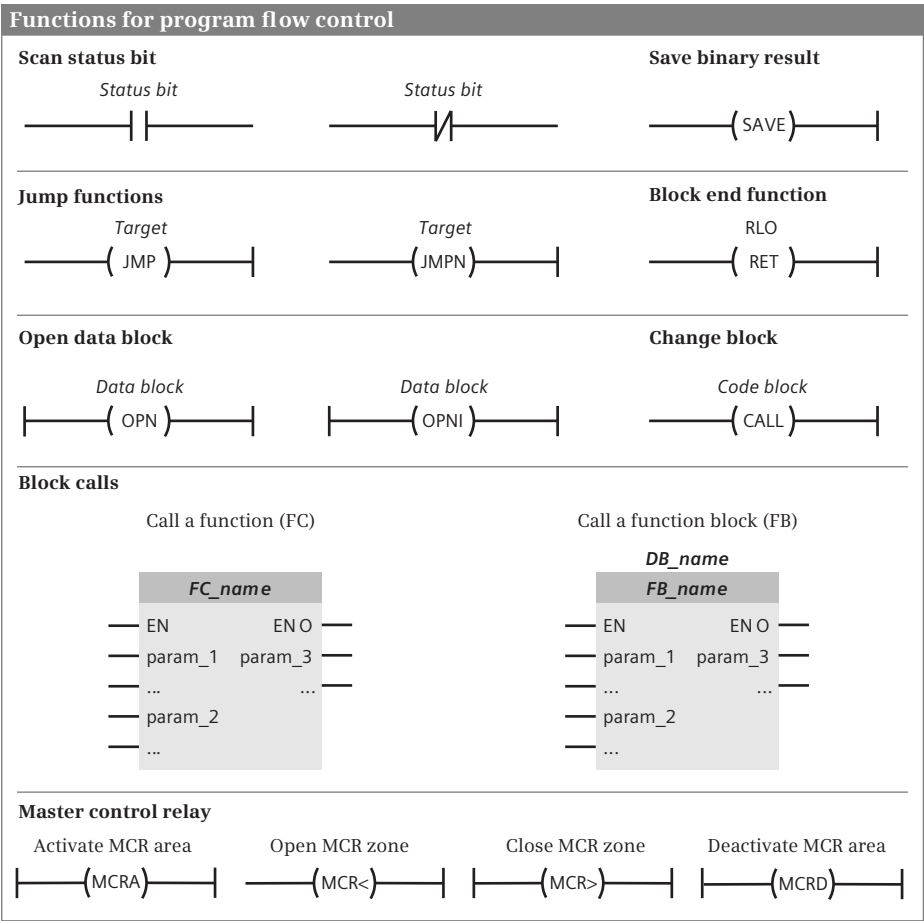 Functions for program flow control
Scan status bit
Save binary result
Status bit
Status bit
SAVE
Jump functions
Block end function
Target
Target
RLO
JMP
JMPN
RET
Open data block
Change block
Data block
Data block
Code block
OPN
OPNI
CALL
Block calls
Call a function (FC)
Call a function block (FB)
DB_name
FC_name
FB_name
EN ENO
EN ENO
param_1 param_3
param_1 param_3
... ...
... ...
param_2
param_2
...
...
Master control relay
Activate MCR area
Open MCR zone
Close MCR zone
Deactivate MCR area
MCRA
MCR<
MCR>
MCRD